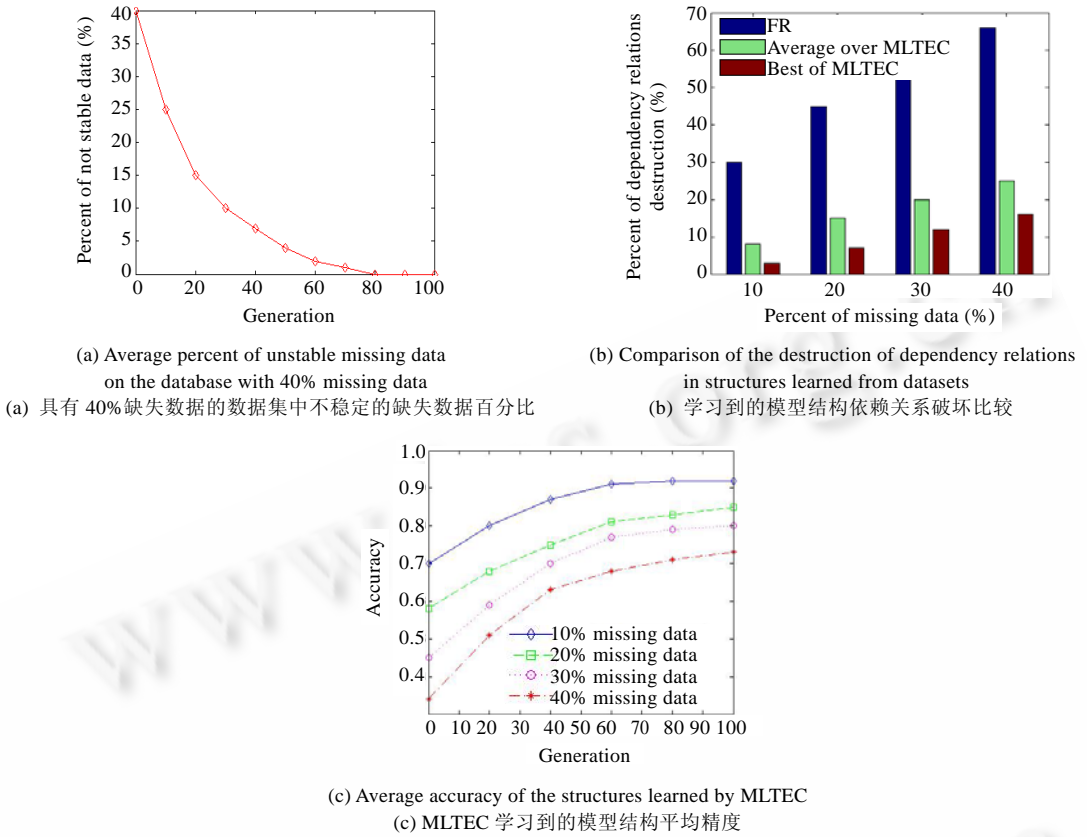 40
35
30
25
20
15
10
5
0
Percent of not stable data (%)
0 20 40 60 80 100
Generation
(a) Average percent of unstable missing data
on the database with 40% missing data
(a) 具有 40%缺失数据的数据集中不稳定的缺失数据百分比
70
60
50
40
30
20
10
0
Percent of dependency relations
destruction (%)
FR
Average over MLTEC
Best of MLTEC
10 20 30 40
Percent of missing data (%)
(b) Comparison of the destruction of dependency relations
in structures learned from datasets
(b) 学习到的模型结构依赖关系破坏比较
1.0
0.9
0.8
0.7
0.6
0.5
0.4
Accuracy
10% missing data
20% missing data
30% missing data
40% missing data
0 10 20 30 40 50 60 70 80 90 100
Generation
(c) Average accuracy of the structures learned by MLTEC
(c) MLTEC 学习到的模型结构平均精度